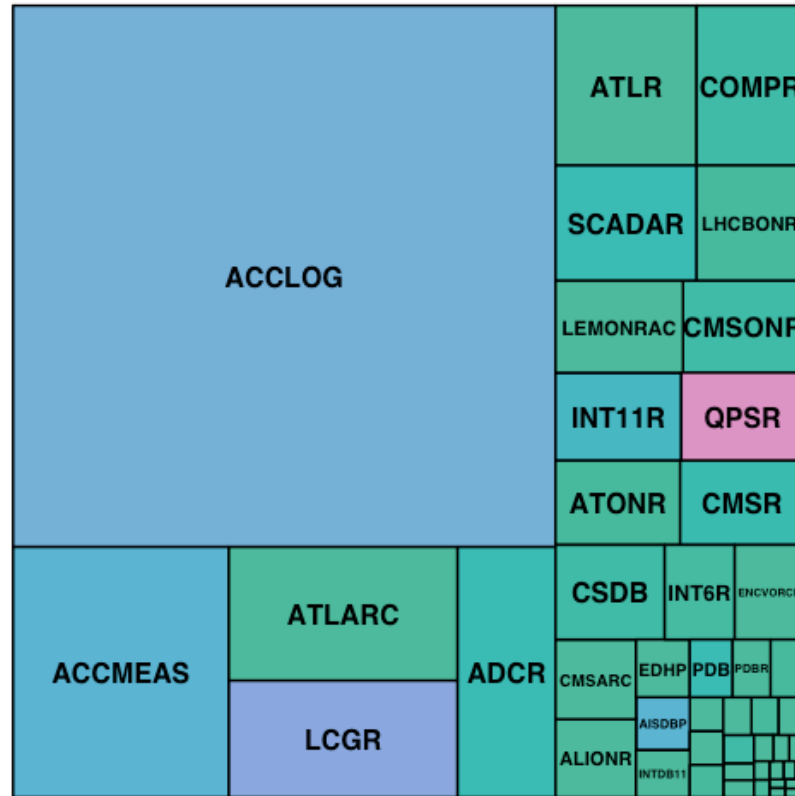 ACCLOG
ATLR
COMPR
SCADAR
LHCBONR
LEMONRAC
CMSONR
INT11R
QPSR
ATONR
CMSR
ACCMEAS
ATLARC
LCGR
ADCR
CSDB
INT6R
CMSARC
EDHP
PDB
PDBR
AISDBP
ALIONR
INTDB11